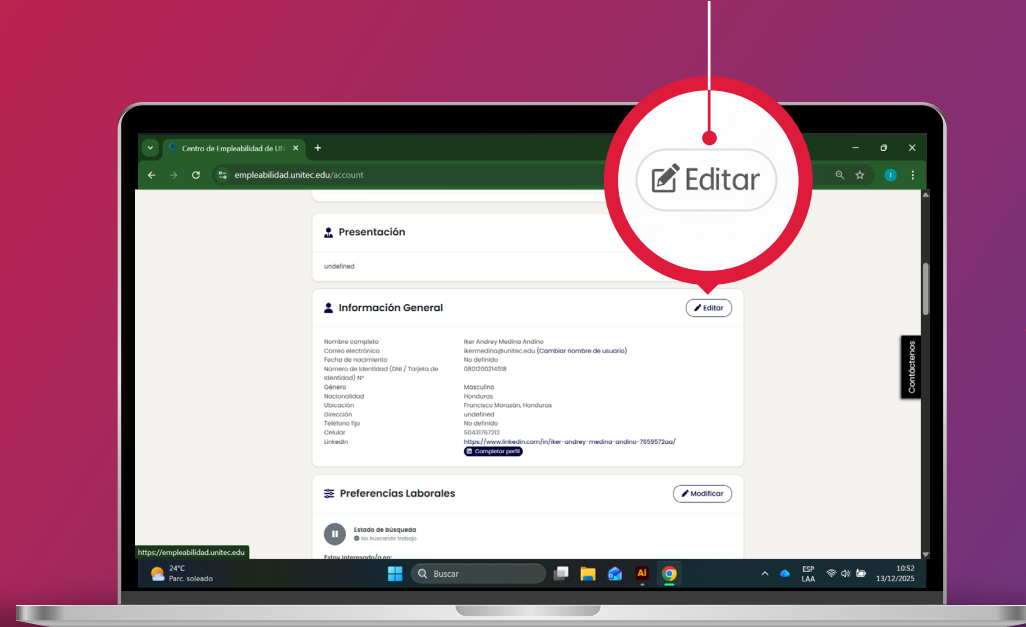 Centro de Empleabilidad de UN
empleabilidad.unitec.edu/account
Editar
Presentación
undefined
Información General
Editar
Nombre completo Iker Andrey Medina Andino
Correo electrónico ikermedina@unitec.edu (Cambiar nombre de usuario)
Fecha de nacimiento No definido
Número de Identidad (DNI / Tarjeta de Identidad) Nº 0801200214518
Género Masculino
Nacionalidad Honduras
Ubicación Francisco Morazán, Honduras
Dirección undefined
Teléfono fijo No definido
Celular 50431767212
LinkedIn https://www.linkedin.com/in/iker-andrey-medina-andino-7659572aa/
Completar perfil
Contáctenos
Preferencias Laborales
Modificar
Estado de búsqueda
No buscando trabajo
Estoy interesado/a en:
https://empleabilidad.unitec.edu
24°C
Parc. soleado
Buscar
Ai
ESP
LAA
10:52
13/12/2025